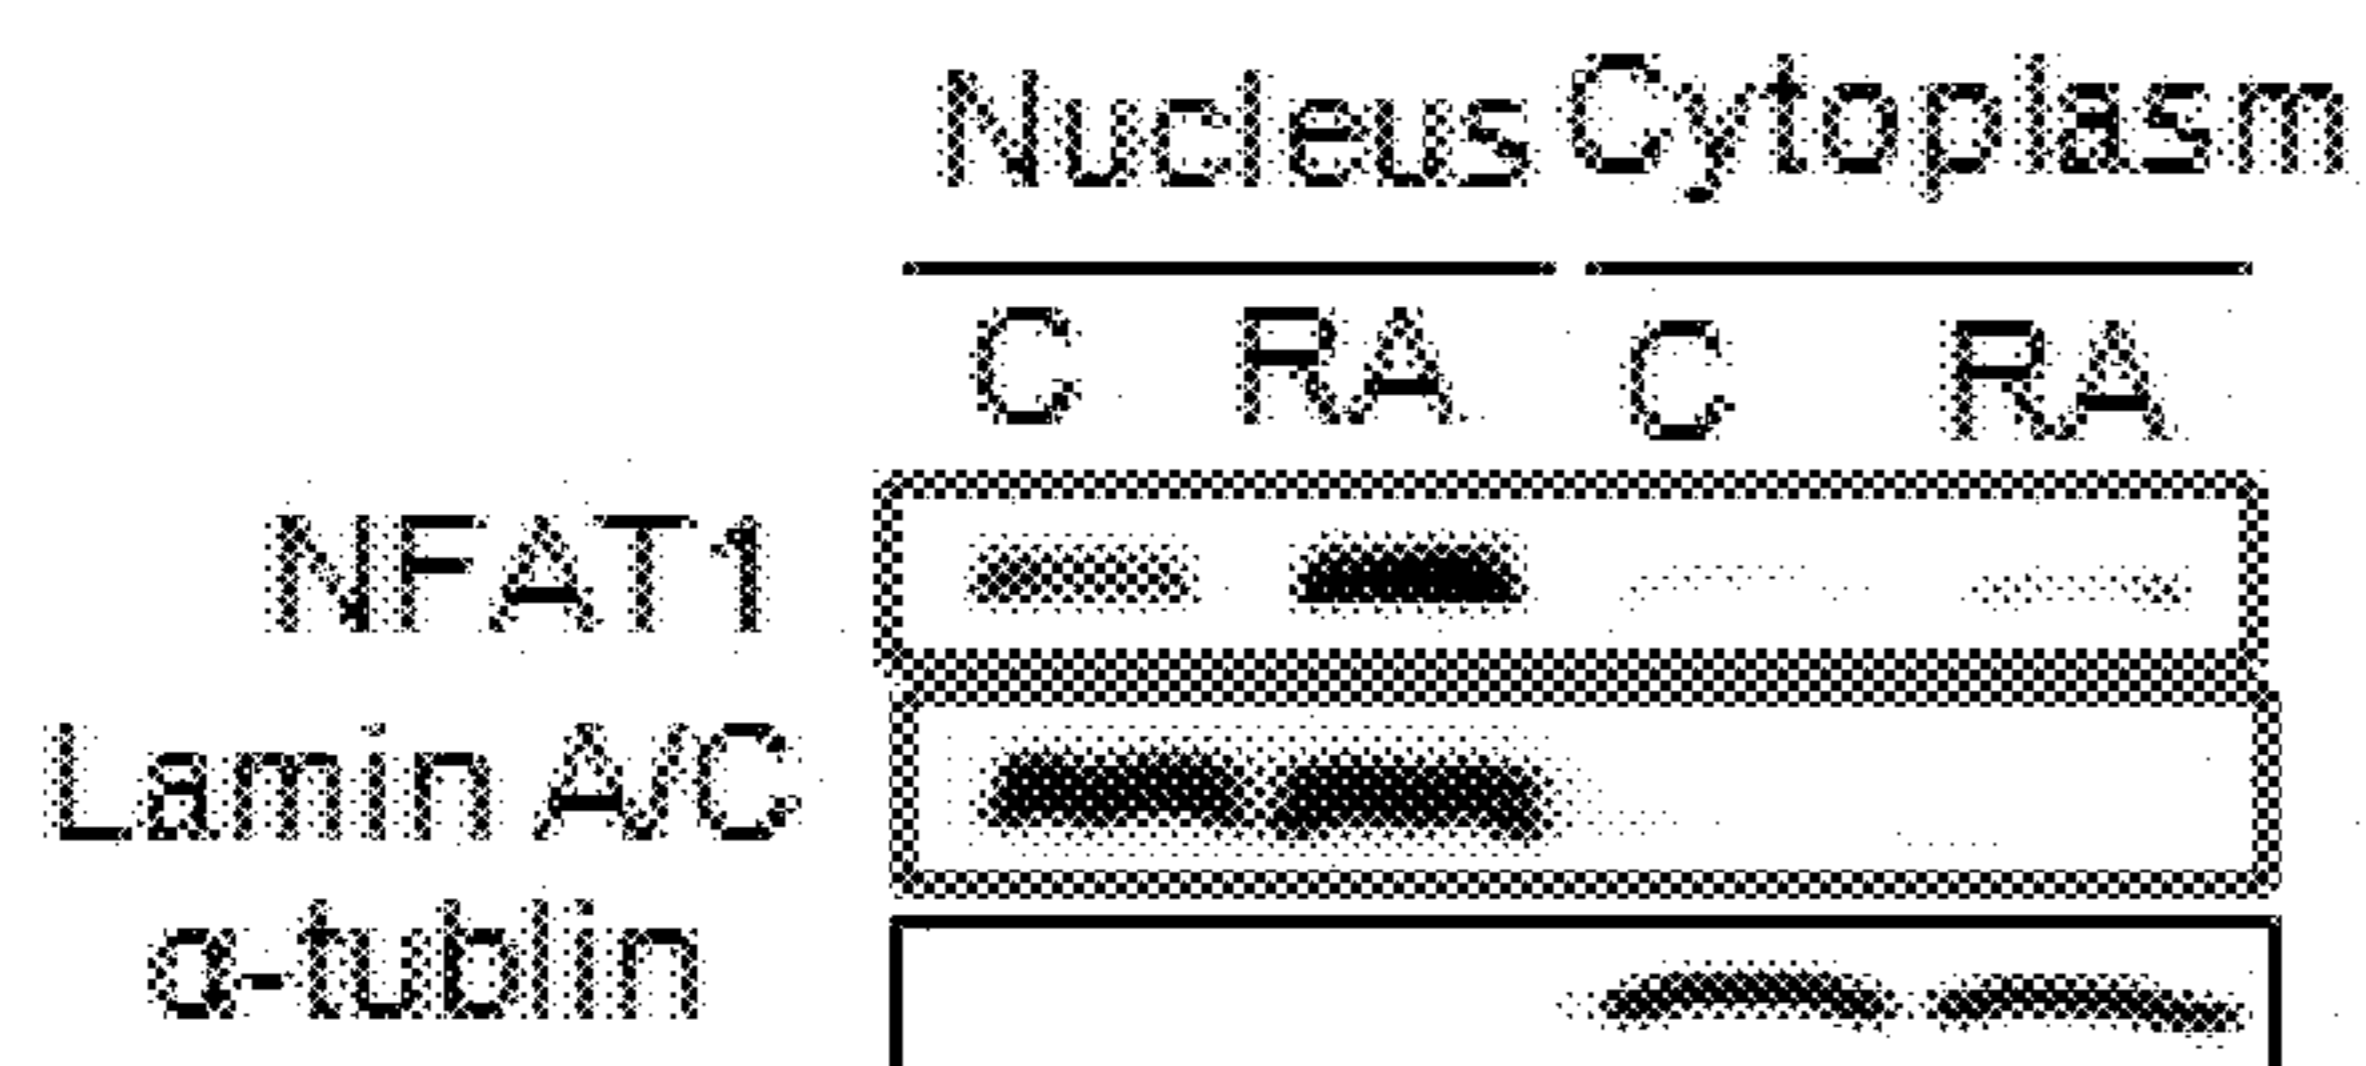 Nucleus Cytoplasm
C RA C RA
NFAT1
Lamin A/C
α-tublin